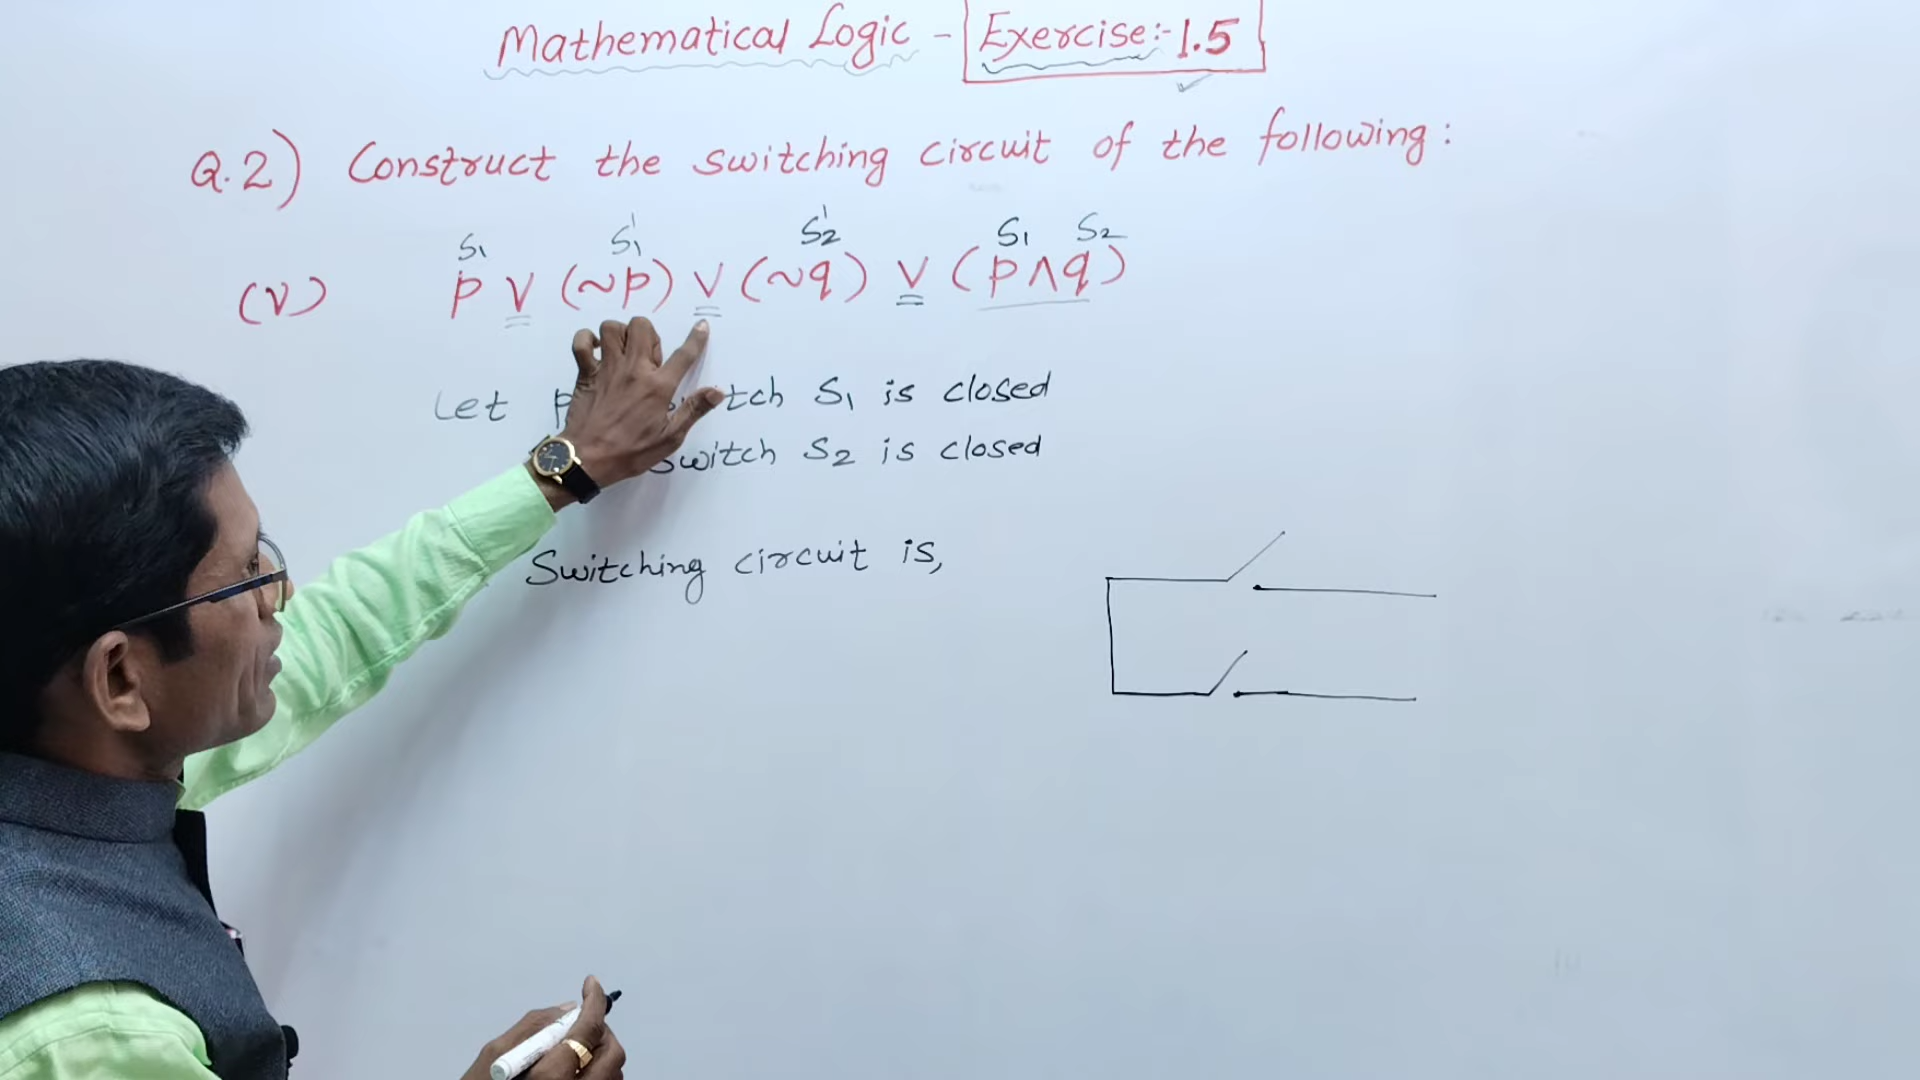 Mathematical Logic - Exercise:- 1.5
Q.2) Construct the switching circuit of the following:
S₁ S₁' S₂' S₁ S₂
(V) p ∨ (~p) ∨ (~q) ∨ (p ∧ q)
Let p S₁ is closed
switch S₂ is closed
Switching circuit is,